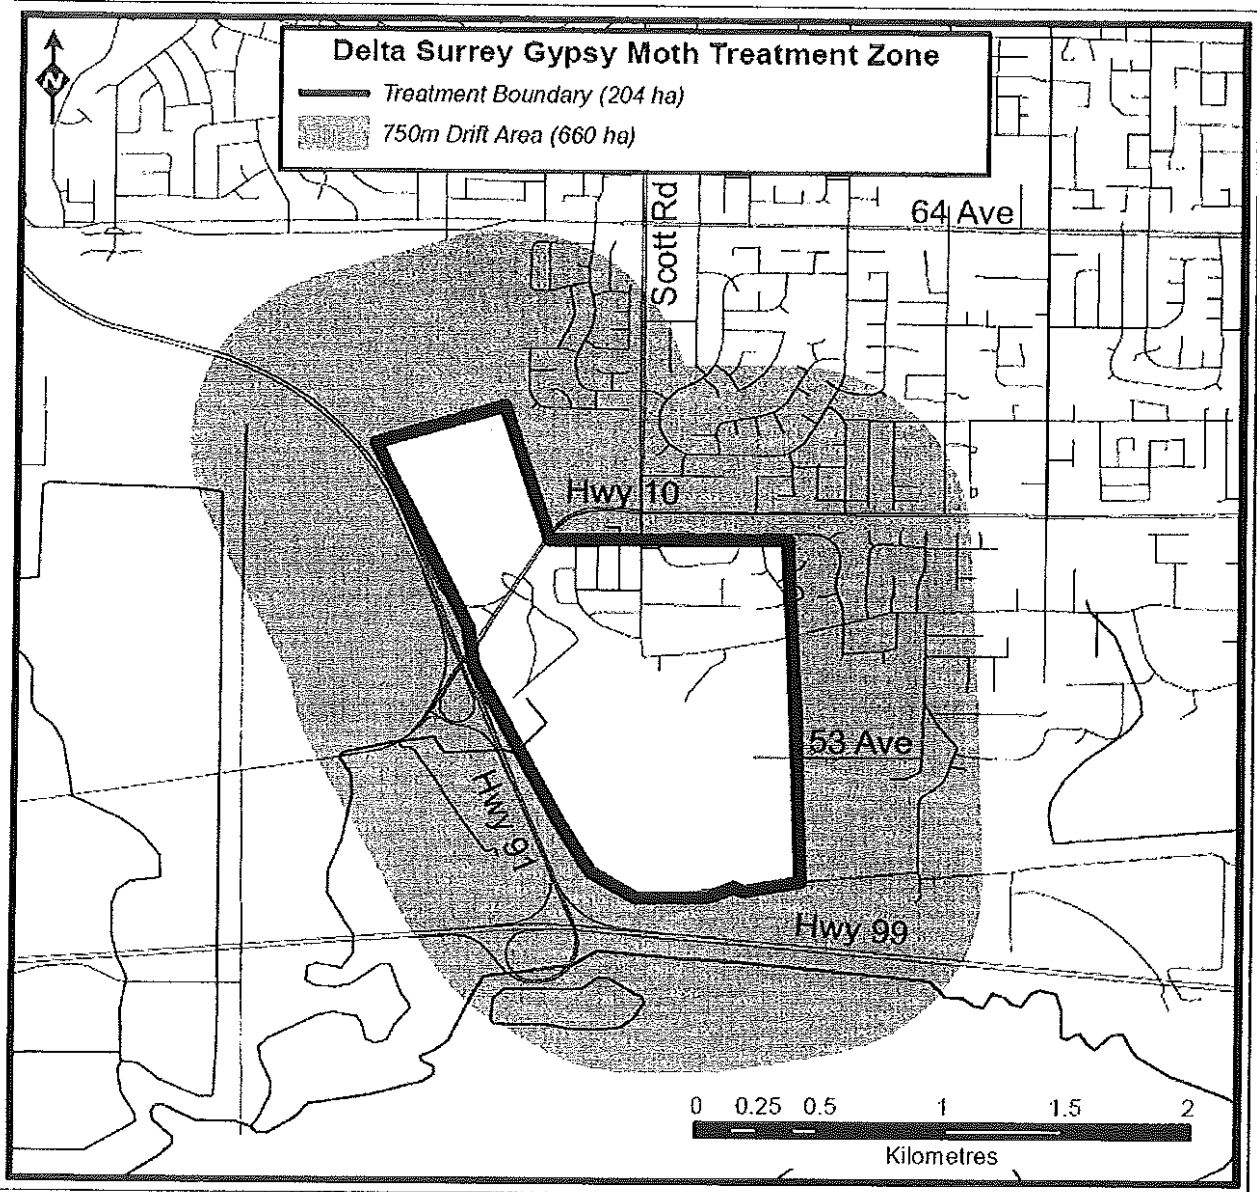 Delta Surrey Gypsy Moth Treatment Zone
Treatment Boundary (204 ha)
750m Drift Area (660 ha)
N
64 Ave
Scott Rd
Hwy 10
53 Ave
Hwy 91
Hwy 99
0 0.25 0.5 1 1.5 2
Kilometres